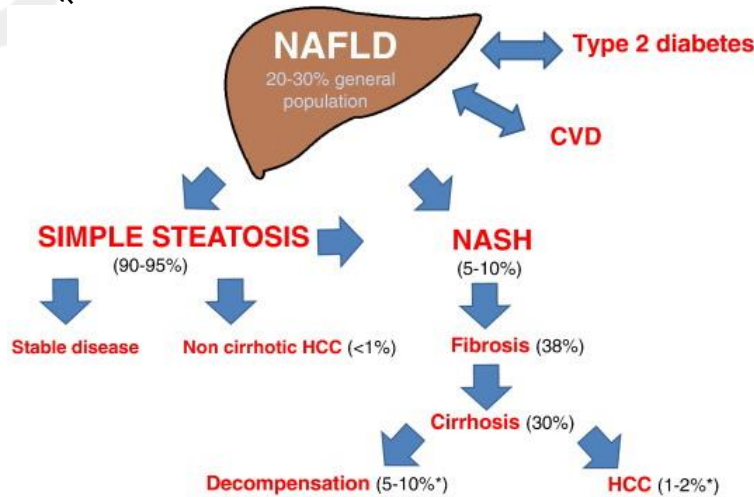 NAFLD
20-30% general
population
Type 2 diabetes
CVD
SIMPLE STEATOSIS
(90-95%)
NASH
(5-10%)
Stable disease
Non cirrhotic HCC (<1%)
Fibrosis (38%)
Cirrhosis (30%)
Decompensation (5-10%*)
HCC (1-2%*)